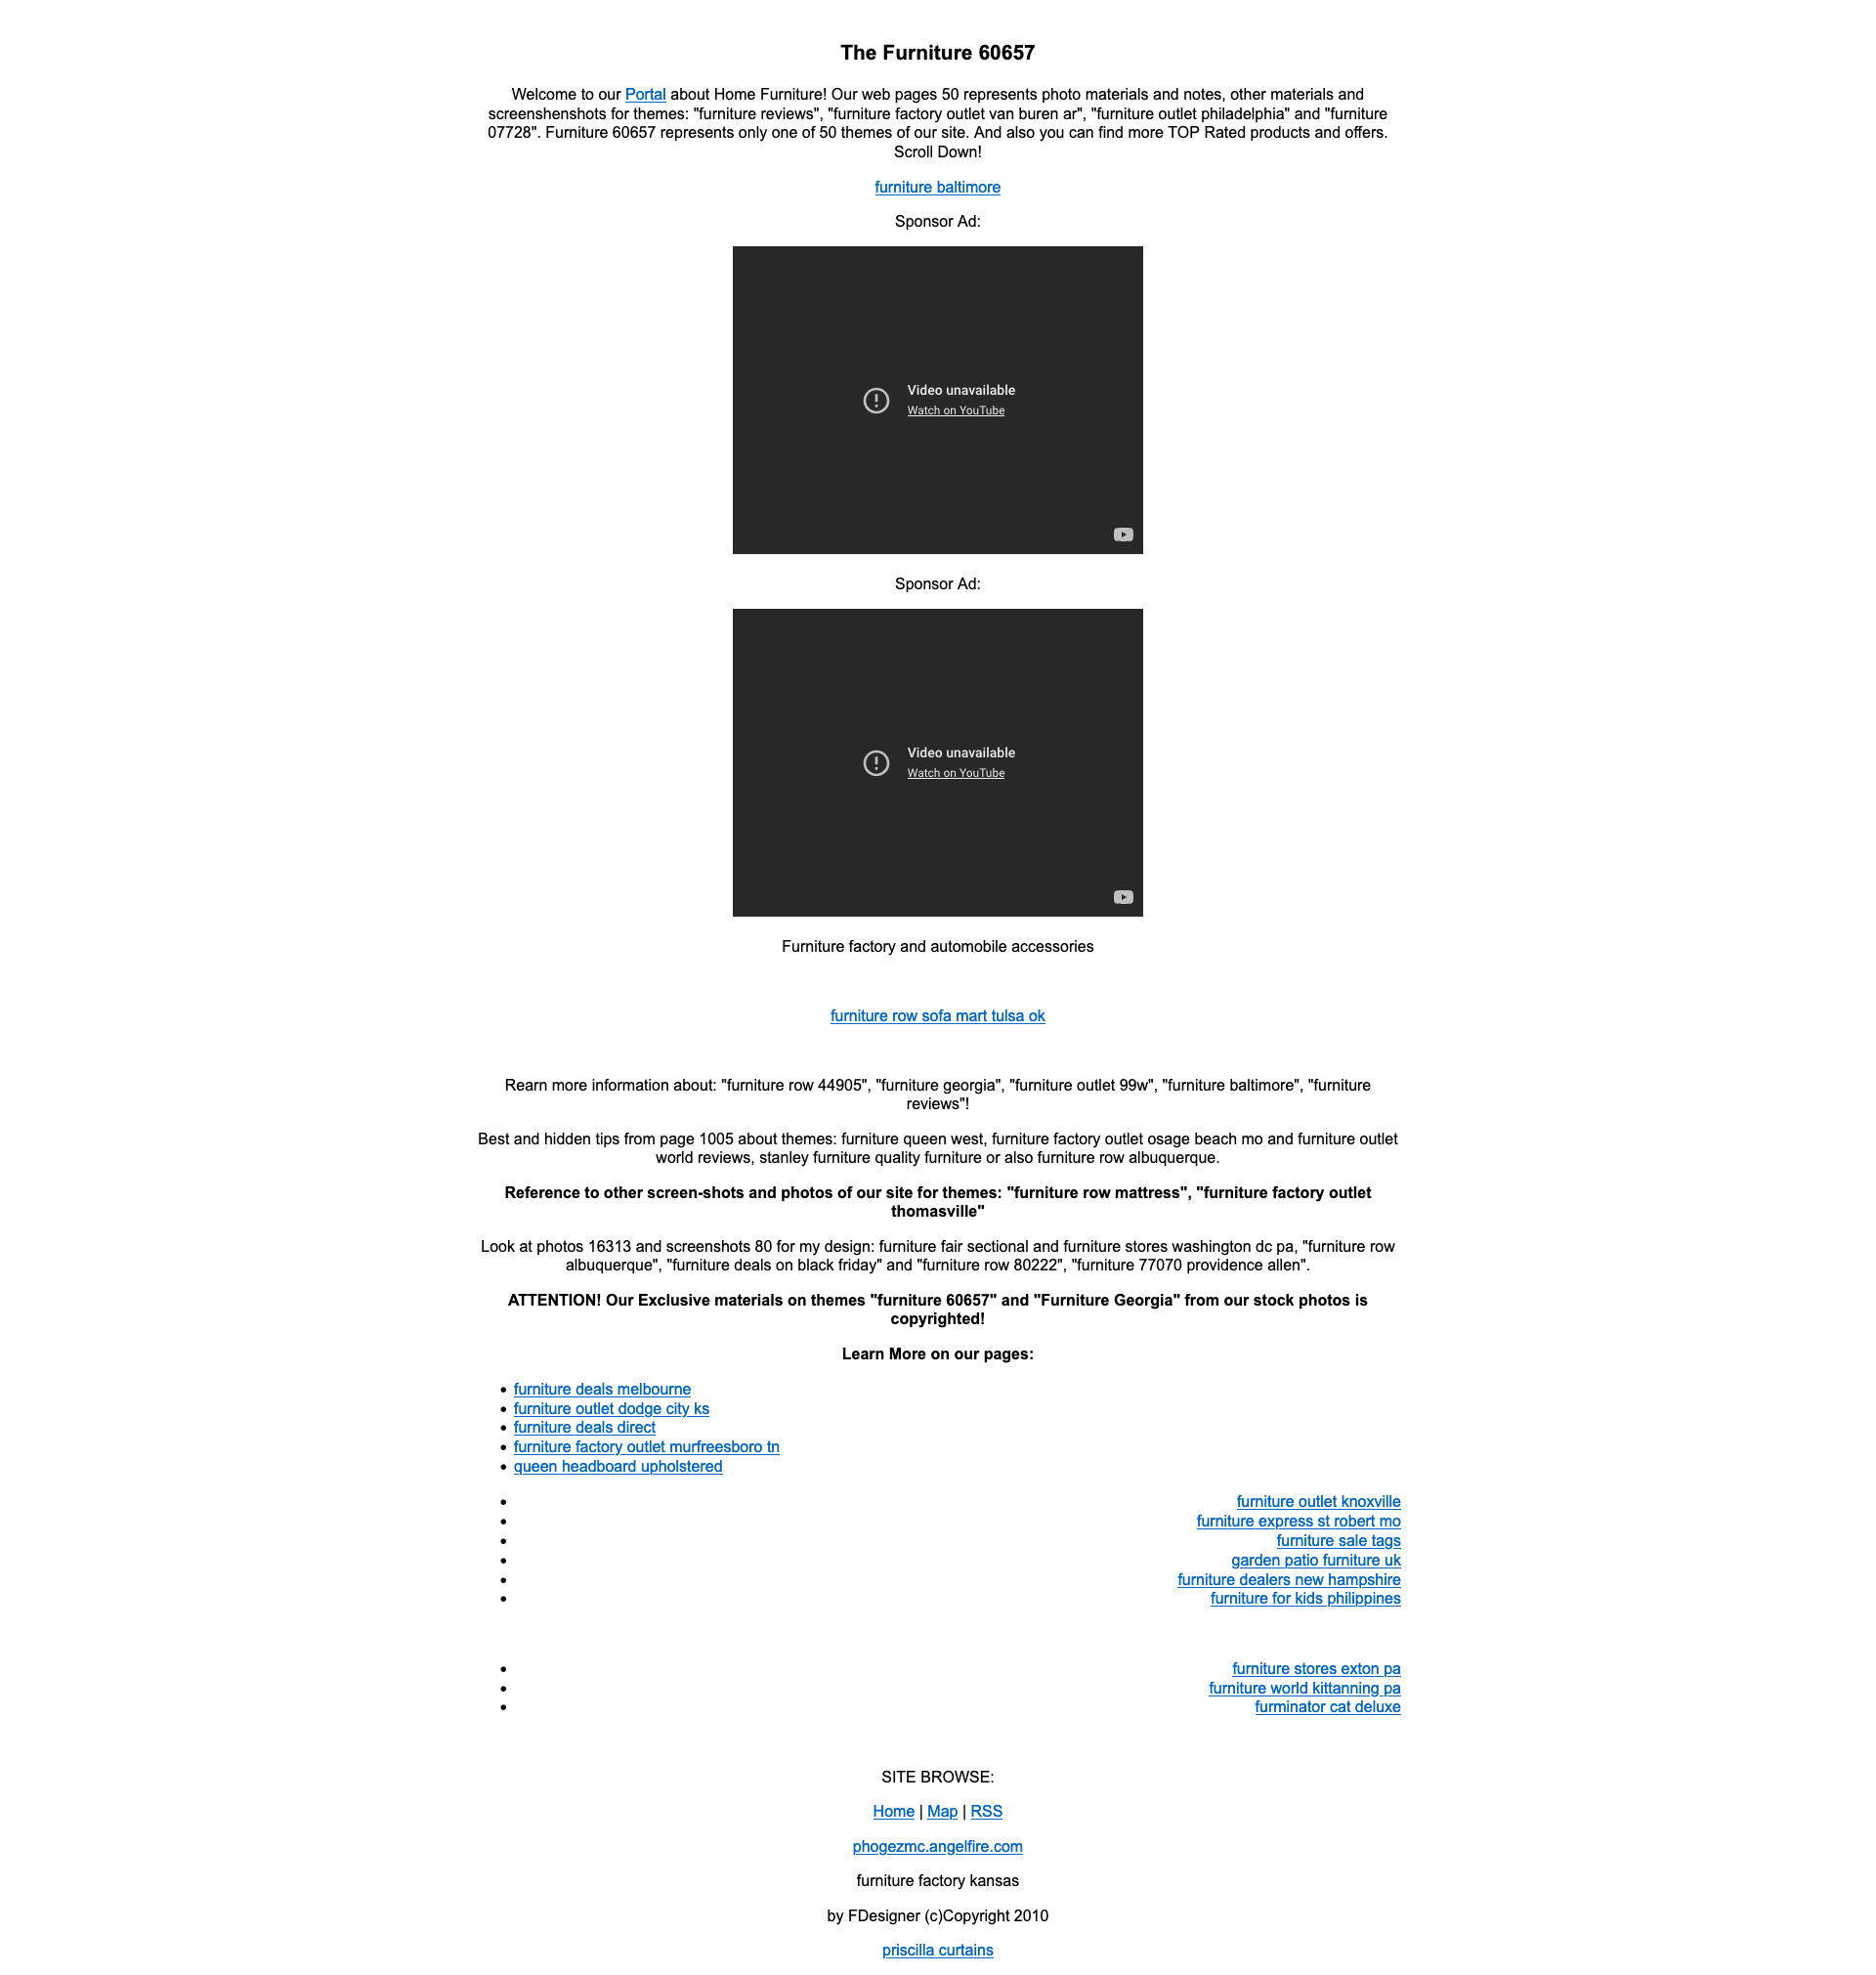 The Furniture 60657
Welcome to our Portal about Home Furniture! Our web pages 50 represents photo materials and notes, other materials and
screenshenshots for themes: "furniture reviews", "furniture factory outlet van buren ar", "furniture outlet philadelphia" and "furniture
07728". Furniture 60657 represents only one of 50 themes of our site. And also you can find more TOP Rated products and offers.
Scroll Down!
furniture baltimore
Sponsor Ad:
Video unavailable
Watch on YouTube
Sponsor Ad:
Video unavailable
Watch on YouTube
Furniture factory and automobile accessories
furniture row sofa mart tulsa ok
Rearn more information about: "furniture row 44905", "furniture georgia", "furniture outlet 99w", "furniture baltimore", "furniture
reviews"!
Best and hidden tips from page 1005 about themes: furniture queen west, furniture factory outlet osage beach mo and furniture outlet
world reviews, stanley furniture quality furniture or also furniture row albuquerque.
Reference to other screen-shots and photos of our site for themes: "furniture row mattress", "furniture factory outlet
thomasville"
Look at photos 16313 and screenshots 80 for my design: furniture fair sectional and furniture stores washington dc pa, "furniture row
albuquerque", "furniture deals on black friday" and "furniture row 80222", "furniture 77070 providence allen".
ATTENTION! Our Exclusive materials on themes "furniture 60657" and "Furniture Georgia" from our stock photos is
copyrighted!
Learn More on our pages:
• furniture deals melbourne
• furniture outlet dodge city ks
• furniture deals direct
• furniture factory outlet murfreesboro tn
• queen headboard upholstered
• furniture outlet knoxville
• furniture express st robert mo
• furniture sale tags
• garden patio furniture uk
• furniture dealers new hampshire
• furniture for kids philippines
• furniture stores exton pa
• furniture world kittanning pa
• furminator cat deluxe
SITE BROWSE:
Home | Map | RSS
phogezmc.angelfire.com
furniture factory kansas
by FDesigner (c)Copyright 2010
priscilla curtains